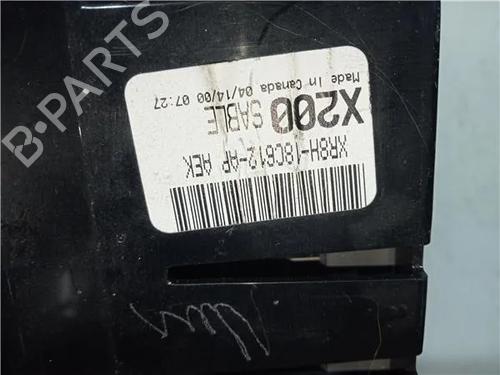 B-PARTS
Made In Canada 04/14/00 07:27
X200 SABLE
XR8H-18C612-AP AEK